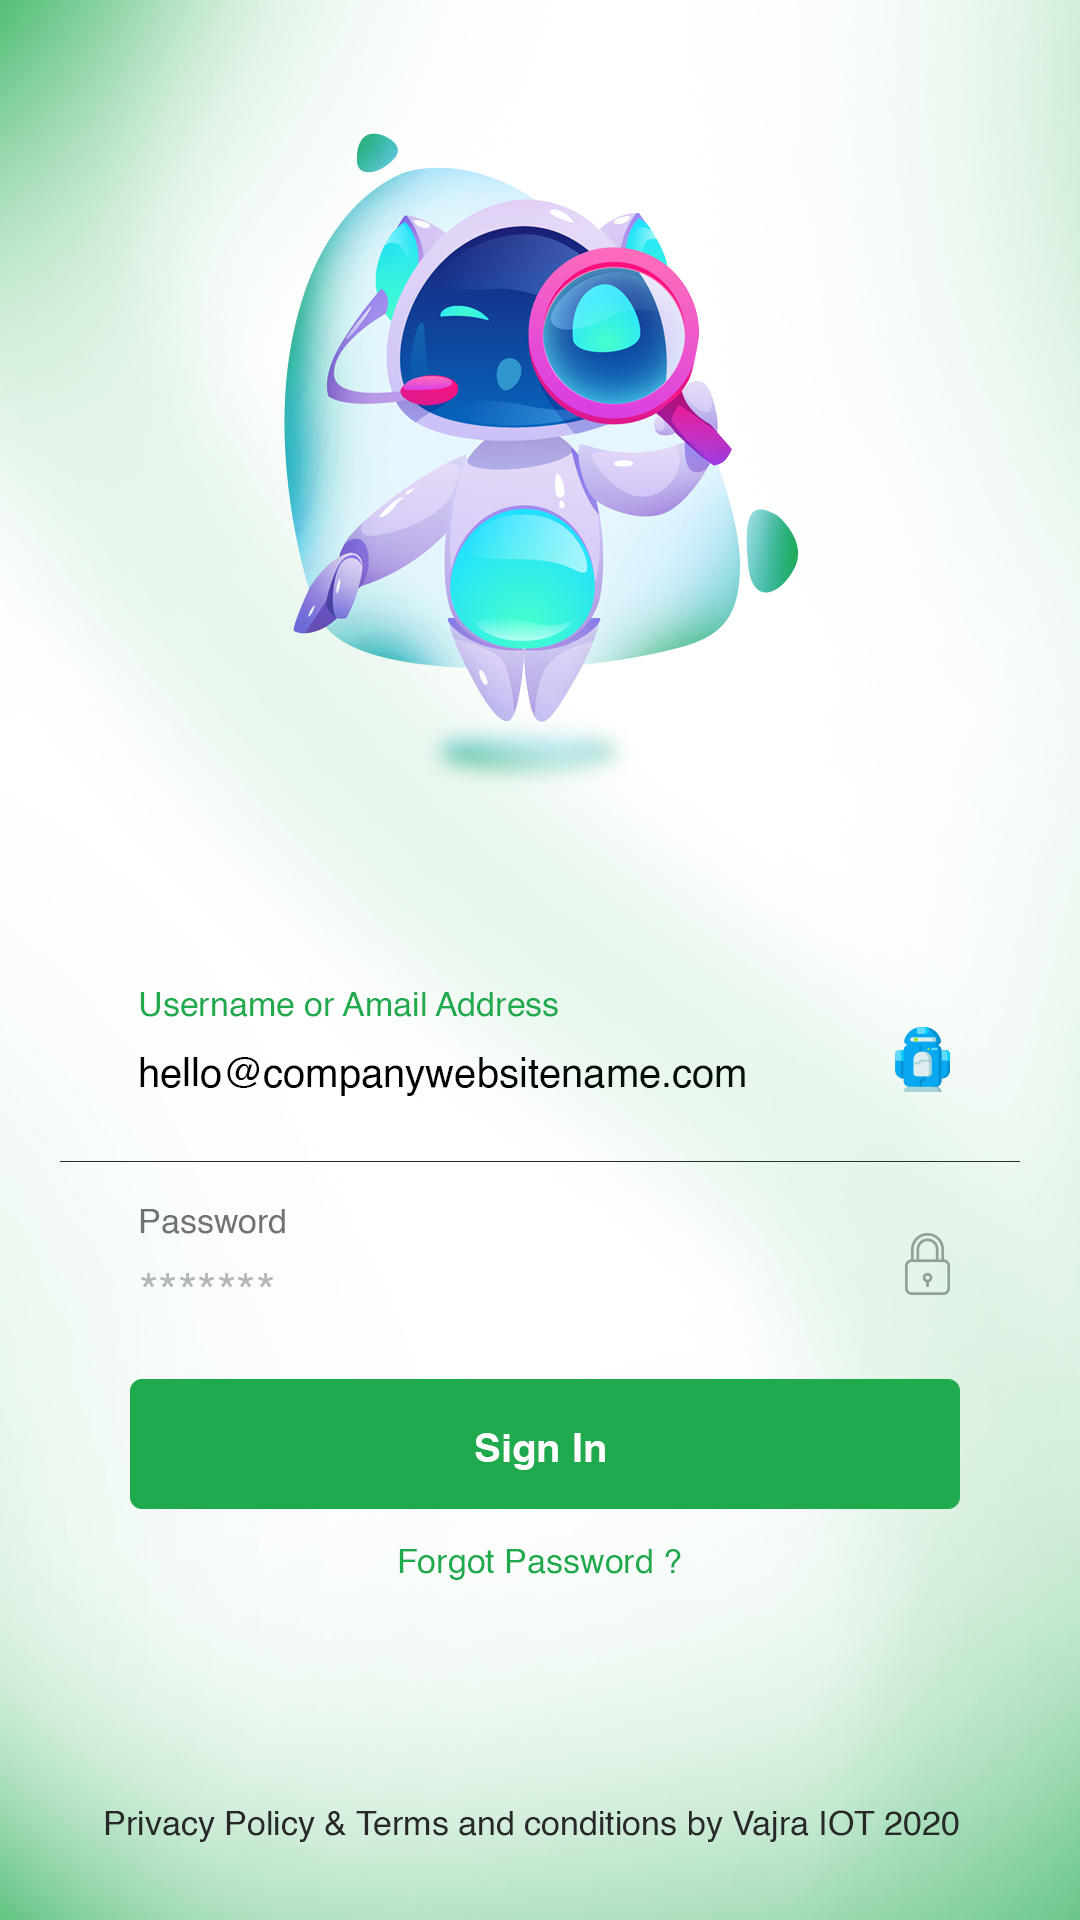 Username or Amail Address
hello@companywebsitename.com
Password
*******
Sign In
Forgot Password ?
Privacy Policy & Terms and conditions by Vajra IOT 2020